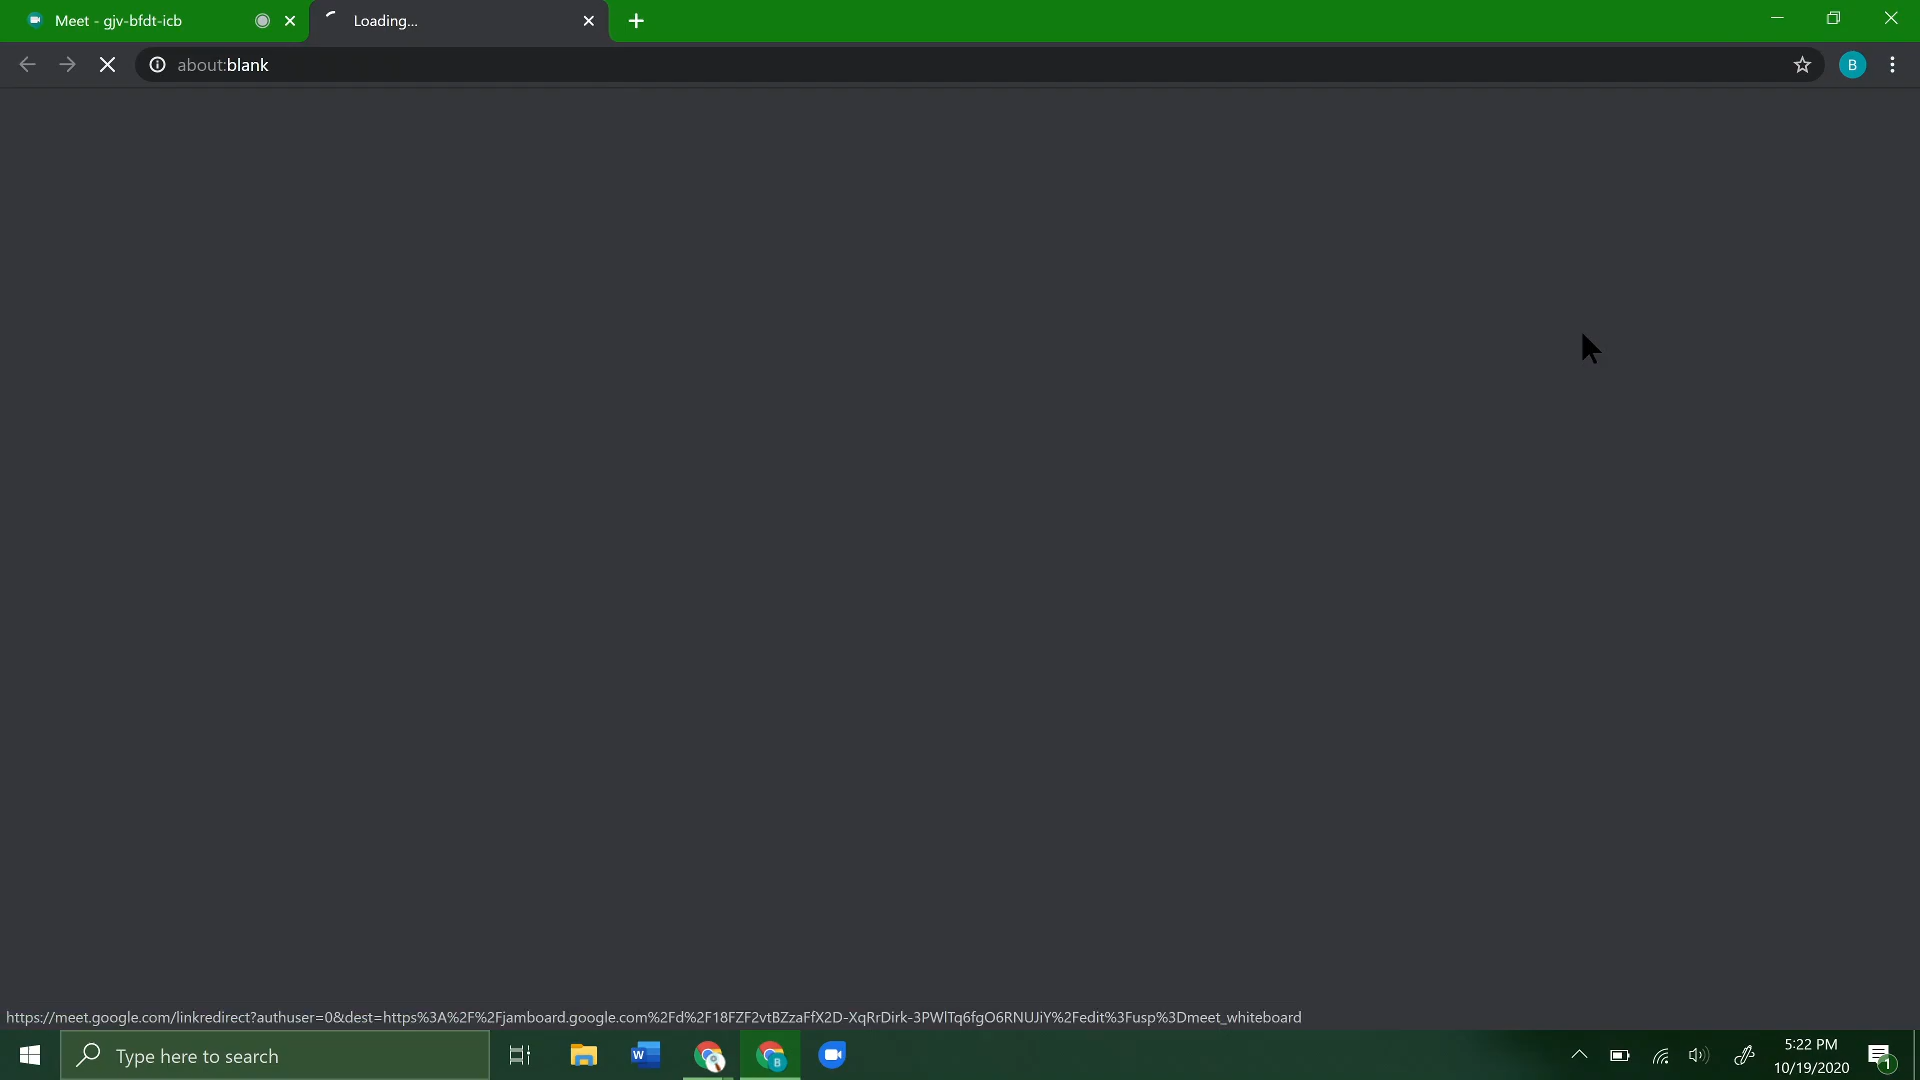 Meet - gjv-bfdt-icb
Loading...
about:blank
B
https://meet.google.com/linkredirect?authuser=0&dest=https%3A%2F%2Fjamboard.google.com%2Fd%2F18FZF2vtBZzaFfX2D-XqRrDirk-3PWlTq6fgO6RNUJiY%2Fedit%3Fusp%3Dmeet_whiteboard
Type here to search
W
B
5:22 PM
10/19/2020
1